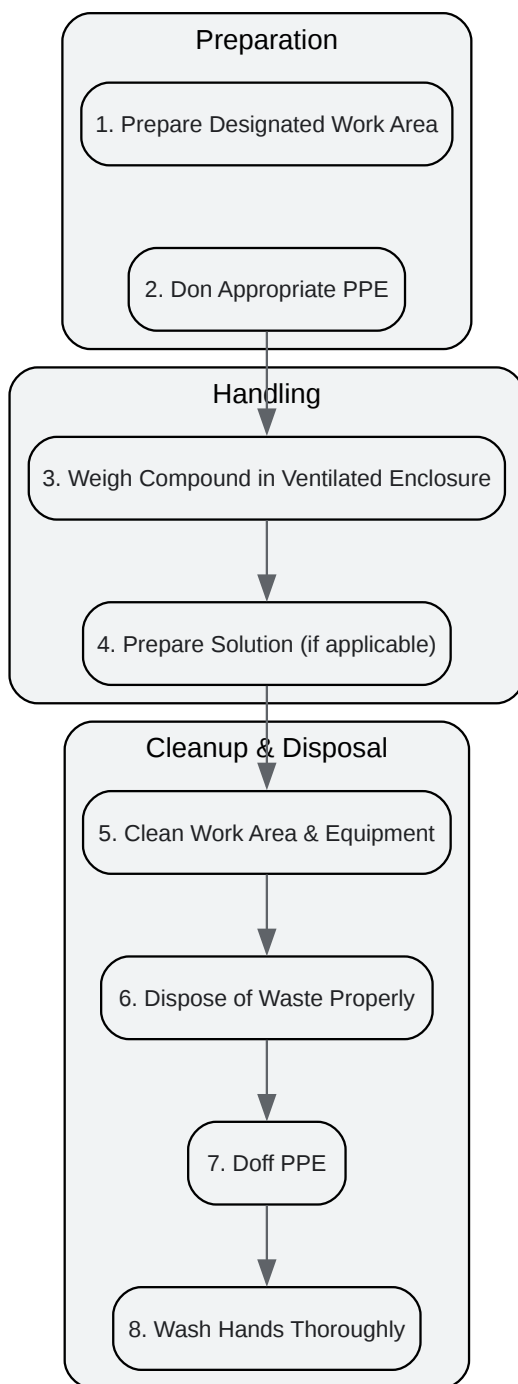 Preparation
1. Prepare Designated Work Area
2. Don Appropriate PPE
Handling
3. Weigh Compound in Ventilated Enclosure
4. Prepare Solution (if applicable)
Cleanup & Disposal
5. Clean Work Area & Equipment
6. Dispose of Waste Properly
7. Doff PPE
8. Wash Hands Thoroughly